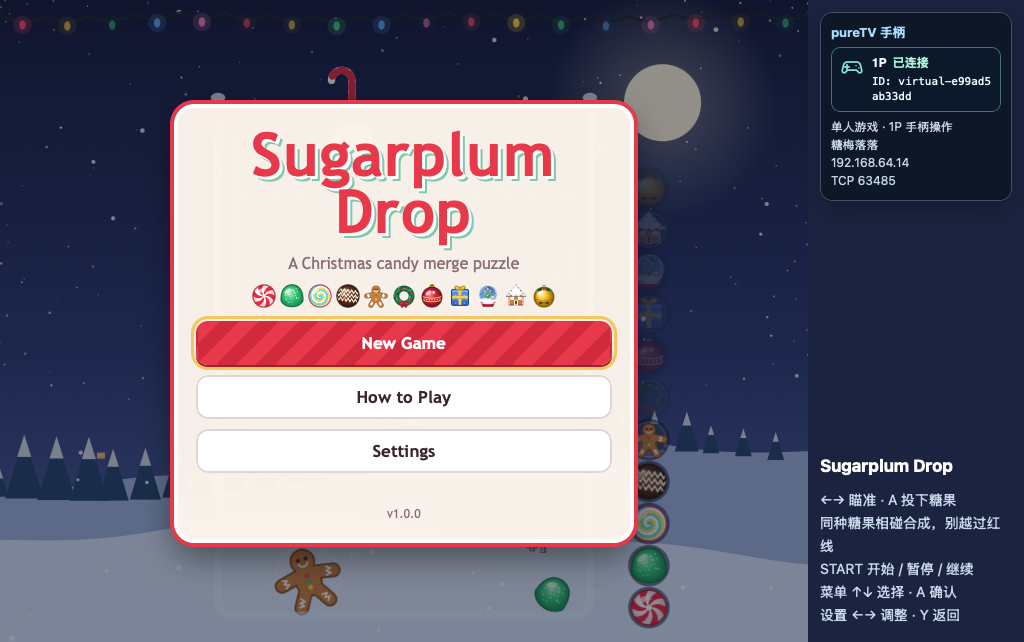 Sugarplum
Drop
A Christmas candy merge puzzle
New Game
How to Play
Settings
v1.0.0
pureTV 手柄
1P 已连接
ID: virtual-e99ad5
ab33dd
单人游戏 · 1P 手柄操作
糖梅落落
192.168.64.14
TCP 63485
Sugarplum Drop
←→ 瞄准 · A 投下糖果
同种糖果相碰合成，别越过红
线
START 开始 / 暂停 / 继续
菜单 ↑↓ 选择 · A 确认
设置 ←→ 调整 · Y 返回